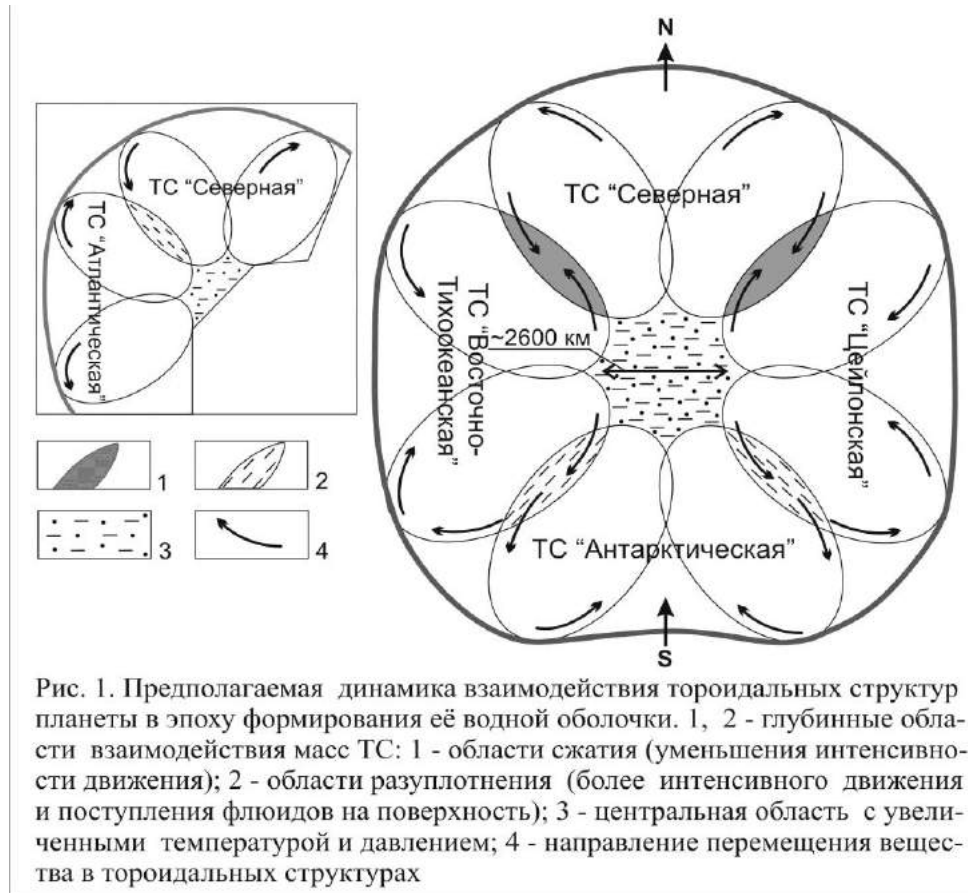 N
ТС “Северная”
ТС “Северная”
ТС “Атлантическая”
ТС “Восточно-
Тихоокеанская”
~2600 км
ТС “Цейлонская”
1
2
3
4
ТС “Антарктическая”
S
Рис. 1. Предполагаемая динамика взаимодействия тороидальных структур
планеты в эпоху формирования её водной оболочки. 1, 2 - глубинные обла-
сти взаимодействия масс ТС: 1 - области сжатия (уменьшения интенсивно-
сти движения); 2 - области разуплотнения (более интенсивного движения
и поступления флюидов на поверхность); 3 - центральная область с увели-
ченными температурой и давлением; 4 - направление перемещения вещес-
тва в тороидальных структурах